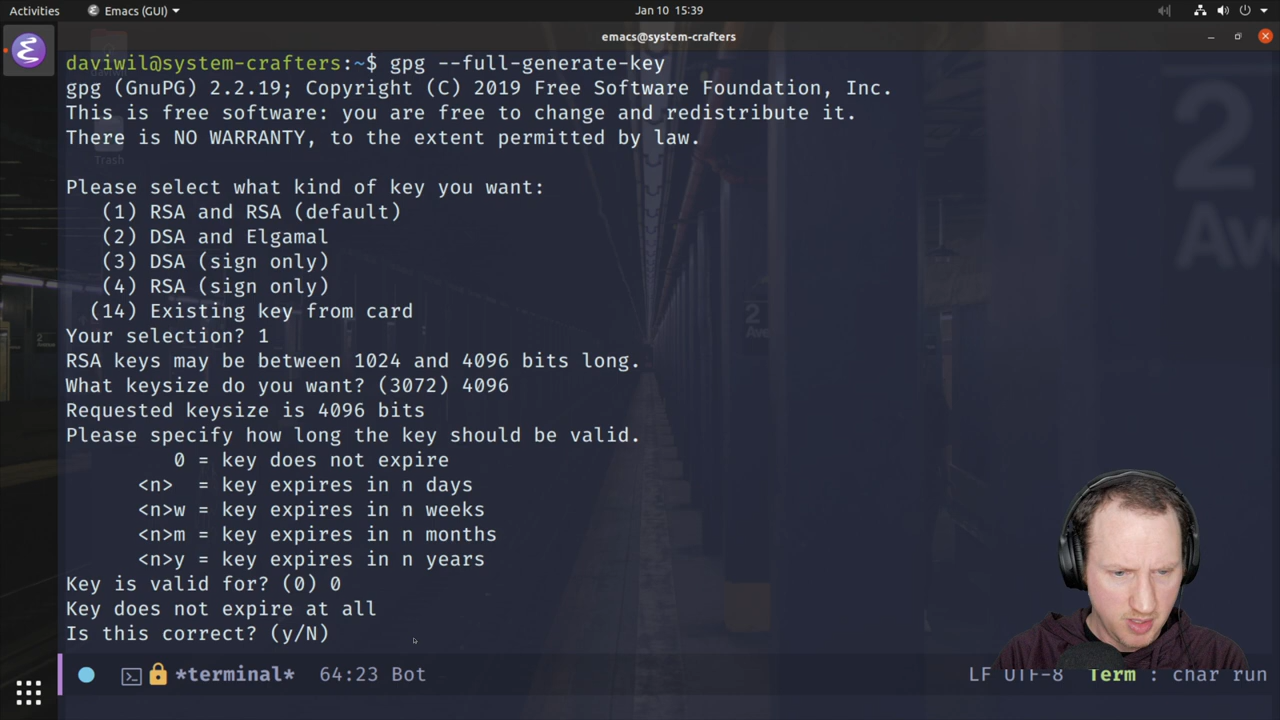 Activities
Emacs (GUI)
Jan 10 15:39
emacs@system-crafters
daviwil@system-crafters:~$ gpg --full-generate-key
gpg (GnuPG) 2.2.19; Copyright (C) 2019 Free Software Foundation, Inc.
This is free software: you are free to change and redistribute it.
There is NO WARRANTY, to the extent permitted by law.
Trash
Please select what kind of key you want:
(1) RSA and RSA (default)
(2) DSA and Elgamal
(3) DSA (sign only)
(4) RSA (sign only)
(14) Existing key from card
Your selection? 1
RSA keys may be between 1024 and 4096 bits long.
What keysize do you want? (3072) 4096
Requested keysize is 4096 bits
Please specify how long the key should be valid.
0 = key does not expire
<n>  = key expires in n days
<n>w = key expires in n weeks
<n>m = key expires in n months
<n>y = key expires in n years
Key is valid for? (0) 0
Key does not expire at all
Is this correct? (y/N)
*terminal* 64:23 Bot
LF UTF-8 Term : char run
2
Av
2
Ave